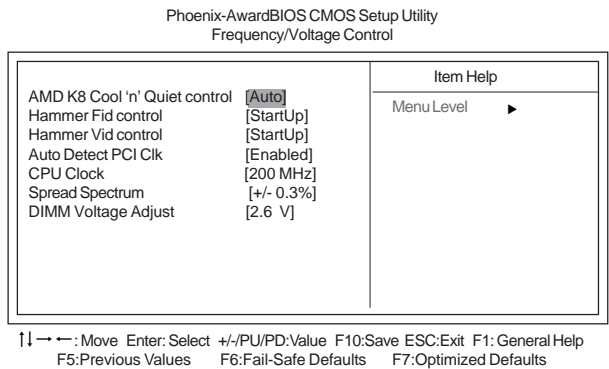 Phoenix-AwardBIOS CMOS Setup Utility
Frequency/Voltage Control
Item Help
AMD K8 Cool ‘n’ Quiet control [Auto]
Menu Level ▶
Hammer Fid control [StartUp]
Hammer Vid control [StartUp]
Auto Detect PCI Clk [Enabled]
CPU Clock [200 MHz]
Spread Spectrum [+/- 0.3%]
DIMM Voltage Adjust [2.6 V]
↑↓→←: Move Enter: Select +/-/PU/PD:Value F10:Save ESC:Exit F1: General Help
F5:Previous Values F6:Fail-Safe Defaults F7:Optimized Defaults